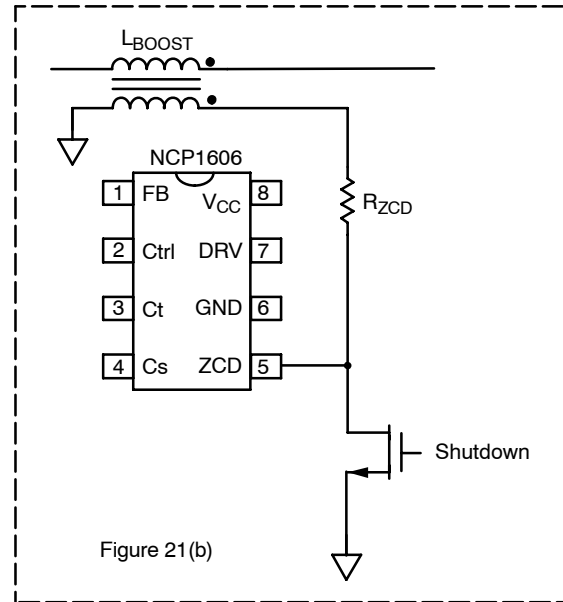 LBOOST
NCP1606
1 FB VCC 8
RZCD
2 Ctrl DRV 7
3 Ct GND 6
4 Cs ZCD 5
Shutdown
Figure 21(b)